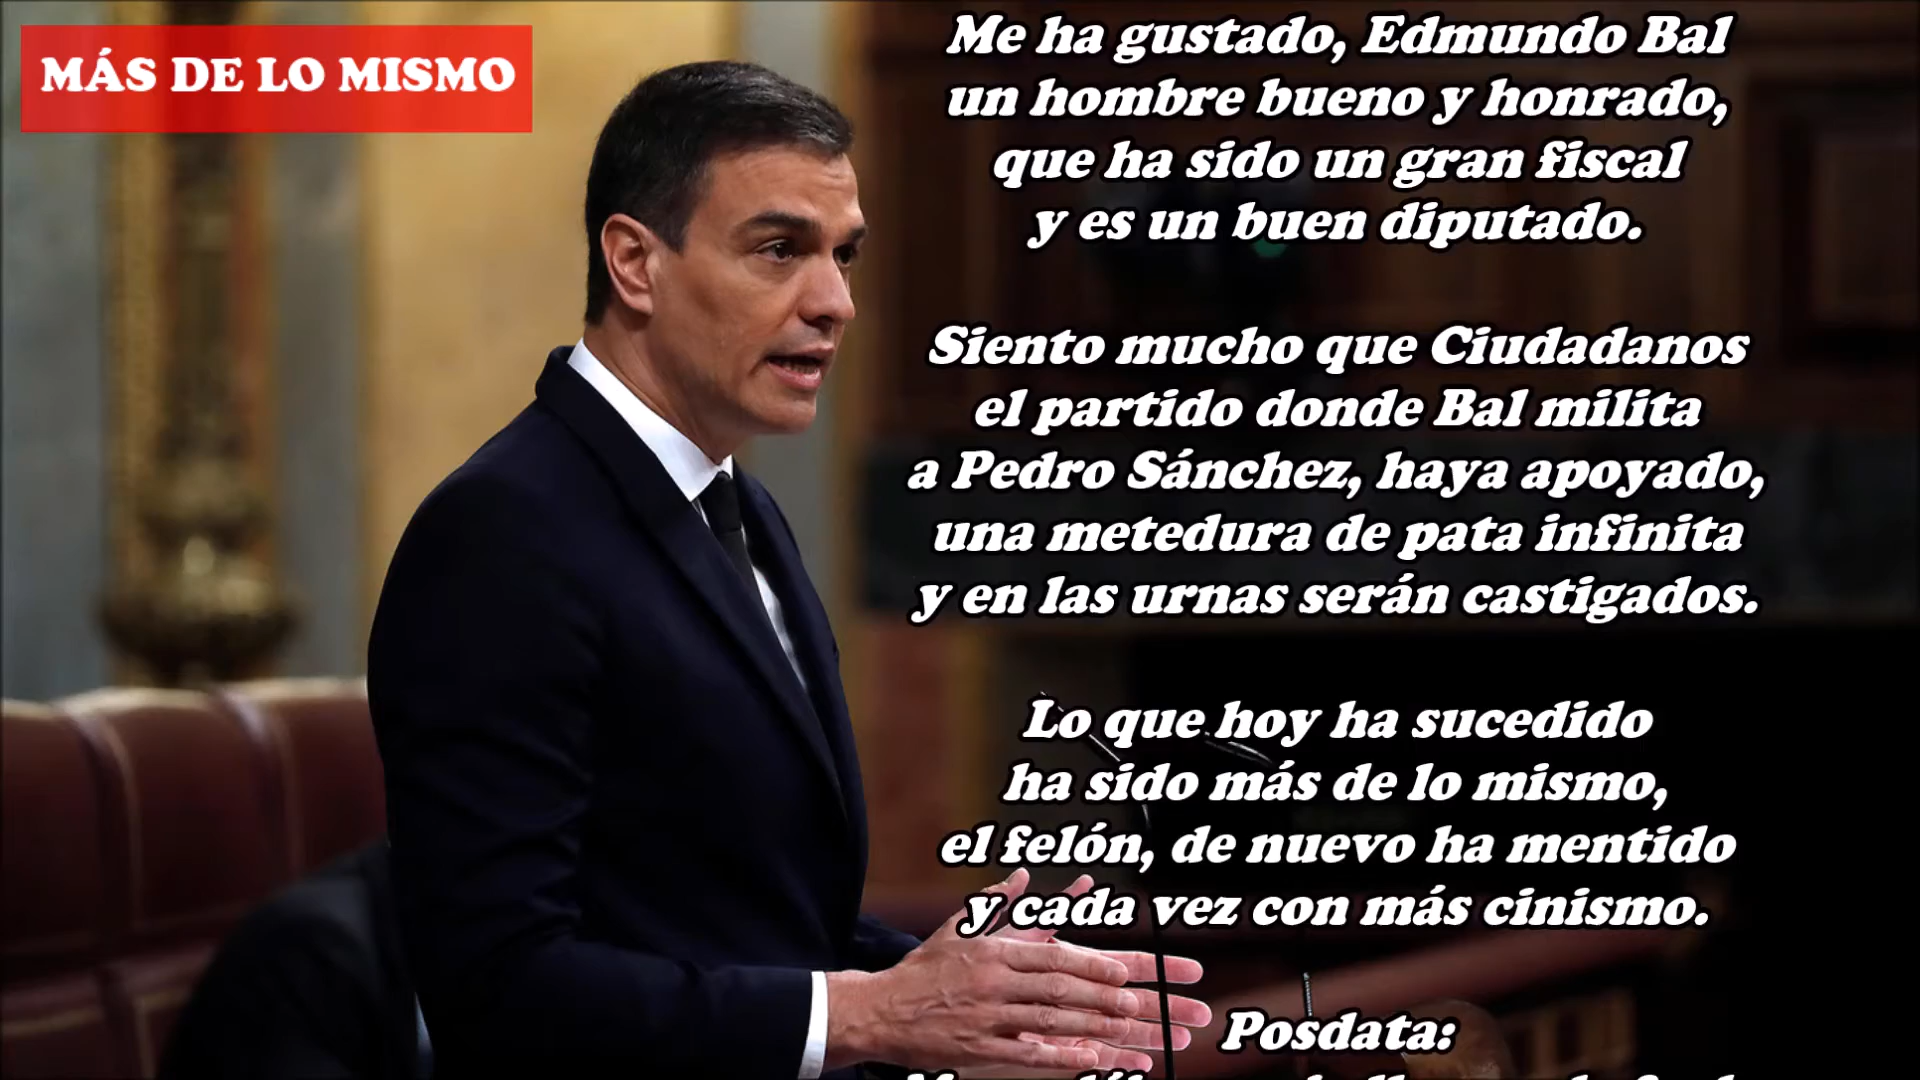 MÁS DE LO MISMO
Me ha gustado, Edmundo Bal
un hombre bueno y honrado,
que ha sido un gran fiscal
y es un buen diputado.
Siento mucho que Ciudadanos
el partido donde Bal milita
a Pedro Sánchez, haya apoyado,
una metedura de pata infinita
y en las urnas serán castigados.
Lo que hoy ha sucedido
ha sido más de lo mismo,
el felón, de nuevo ha mentido
y cada vez con más cinismo.
Posdata: